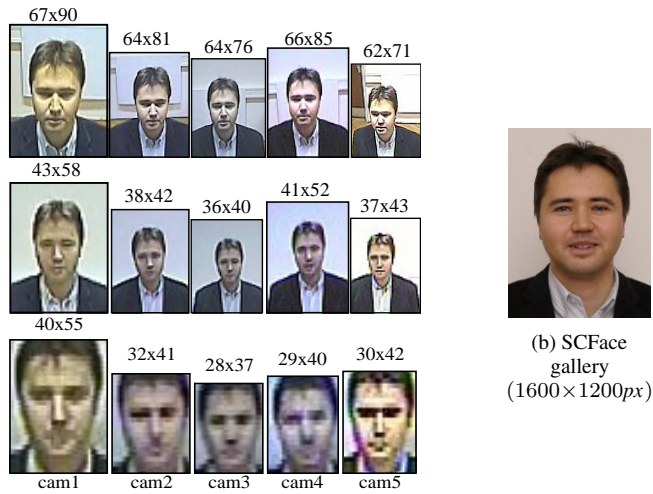 67x90
64x81
64x76
66x85
62x71
43x58
38x42
36x40
41x52
37x43
40x55
32x41
28x37
29x40
30x42
cam1 cam2 cam3 cam4 cam5
(b) SCFace
gallery
(1600×1200px)